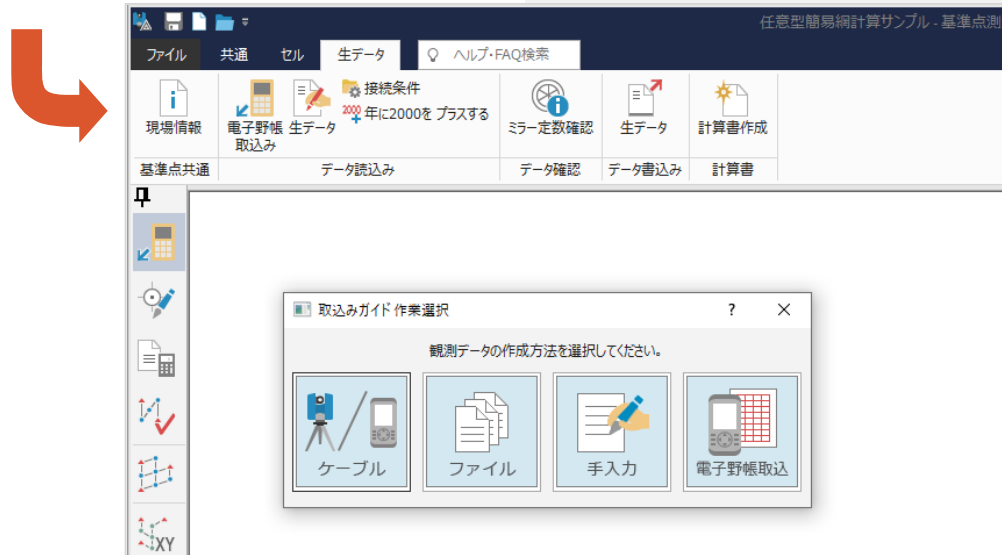 任意型簡易網計算サンプル - 基準点測
ファイル 共通 セル 生データ ヘルプ・FAQ検索
現場情報
電子野帳
取込み
生データ
接続条件
2000 年に2000を プラスする
ミラー定数確認
生データ
計算書作成
基準点共通 データ読込み データ確認 データ書込み 計算書
XY
取込みガイド 作業選択 ?
観測データの作成方法を選択してください。
ケーブル ファイル 手入力 電子野帳取込